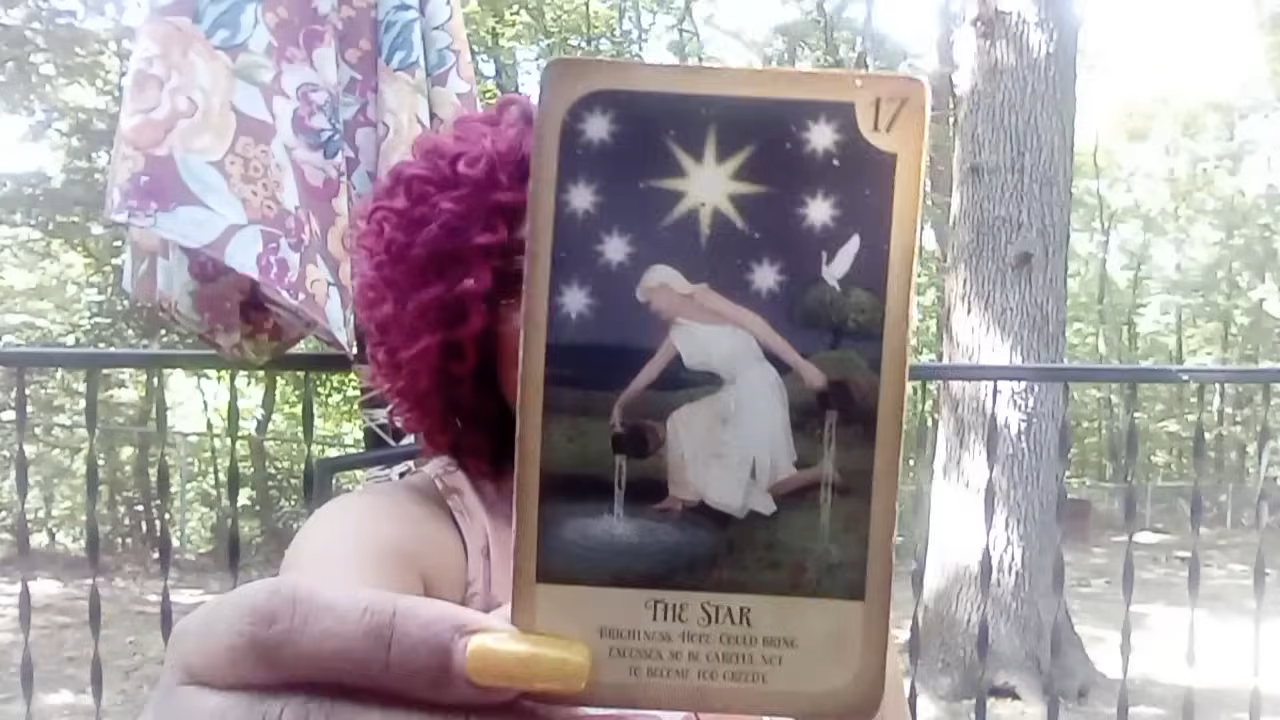 17
THE STAR
BRIGHTNESS. HOPE. COULD BRING
EXCESSES, SO BE CAREFUL NOT
TO BECOME TOO GREEDY.